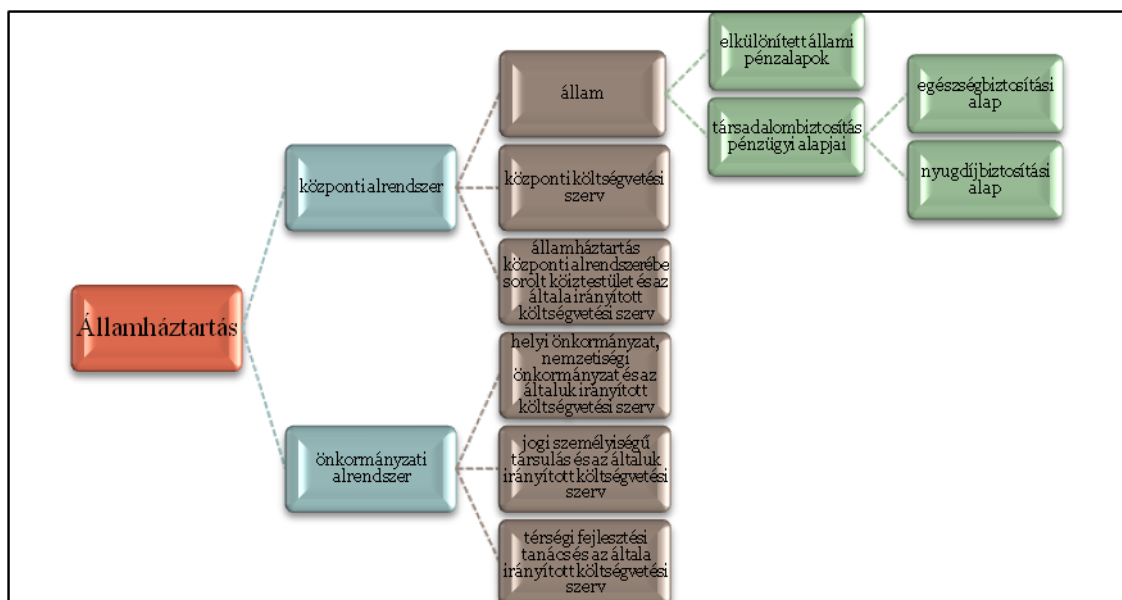 Államháztartás
központi alrendszer
állam
elkülönített állami
pénzalapok
társadalombiztosítás
pénzügyi alapjai
egészségbiztosítási
alap
nyugdíjbiztosítási
alap
központi költségvetési
szerv
államháztartás
központi alrendszerébe
sorolt köiztestület és az
általa irányított
költségvetési szerv
önkormányzati
alrendszer
helyi önkormányzat,
nemzetiségi
önkormányzat és az
általuk irányított
költségvetési szerv
jogi személyiségű
társulás és az általuk
irányított költségvetési
szerv
térségi fejlesztési
tanács és az általa
irányított költségvetési
szerv